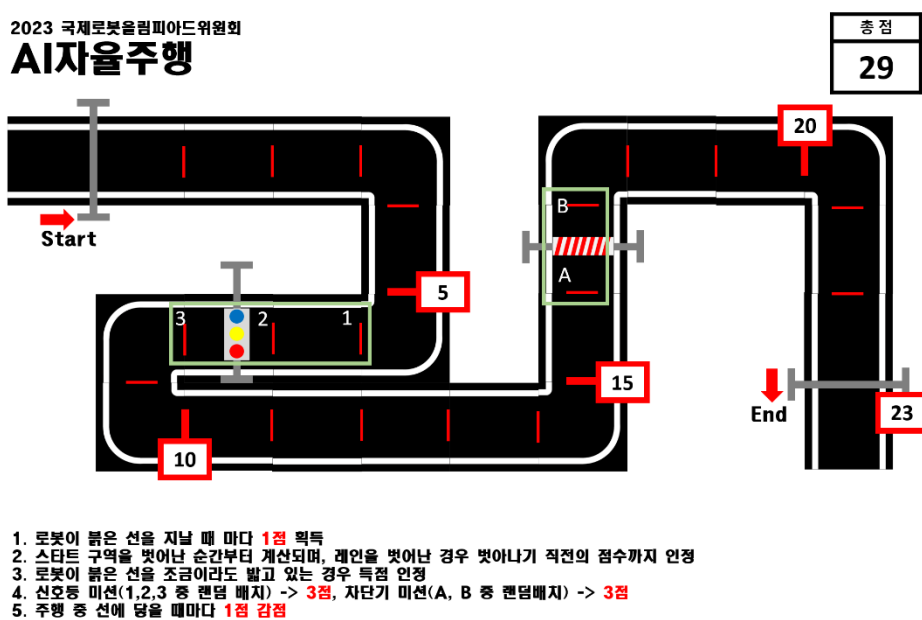 2023 국제로봇올림피아드위원회
AI자율주행
총점
29
20
Start
B
A
5
3
2
1
15
End
23
10
1. 로봇이 붉은 선을 지날 때 마다 1점 획득
2. 스타트 구역을 벗어난 순간부터 계산되며, 레인을 벗어난 경우 벗아나기 직전의 점수까지 인정
3. 로봇이 붉은 선을 조금이라도 밟고 있는 경우 득점 인정
4. 신호등 미션(1,2,3 중 랜덤 배치) -> 3점, 차단기 미션(A, B 중 랜덤배치) -> 3점
5. 주행 중 선에 닿을 때마다 1점 감점